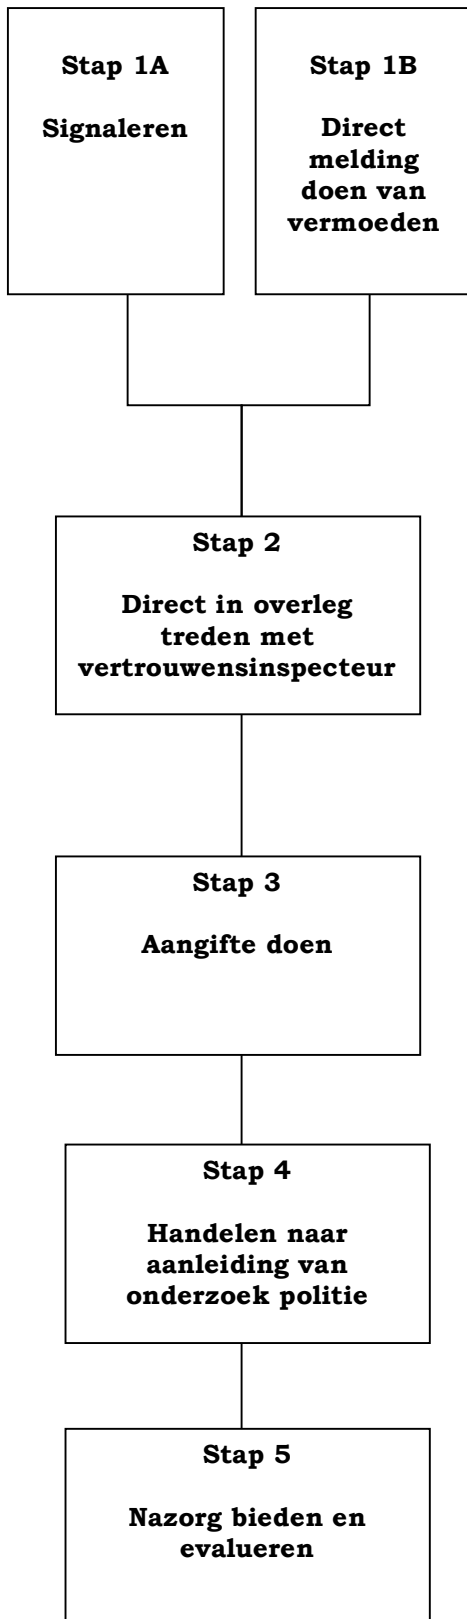 Stap 1A
Signaleren
Stap 1B
Direct
melding
doen van
vermoeden
Stap 2
Direct in overleg
treden met
vertrouwensinspecteur
Stap 3
Aangifte doen
Stap 4
Handelen naar
aanleiding van
onderzoek politie
Stap 5
Nazorg bieden en
evalueren